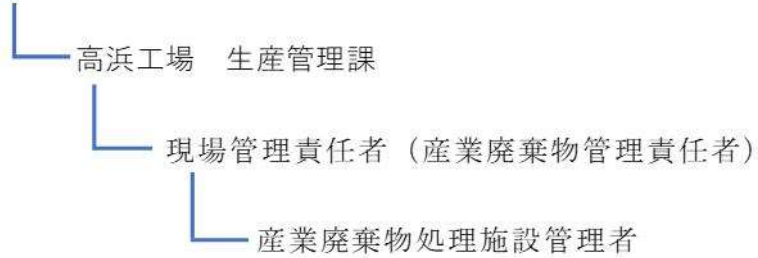 高浜工場　生産管理課
現場管理責任者（産業廃棄物管理責任者）
産業廃棄物処理施設管理者